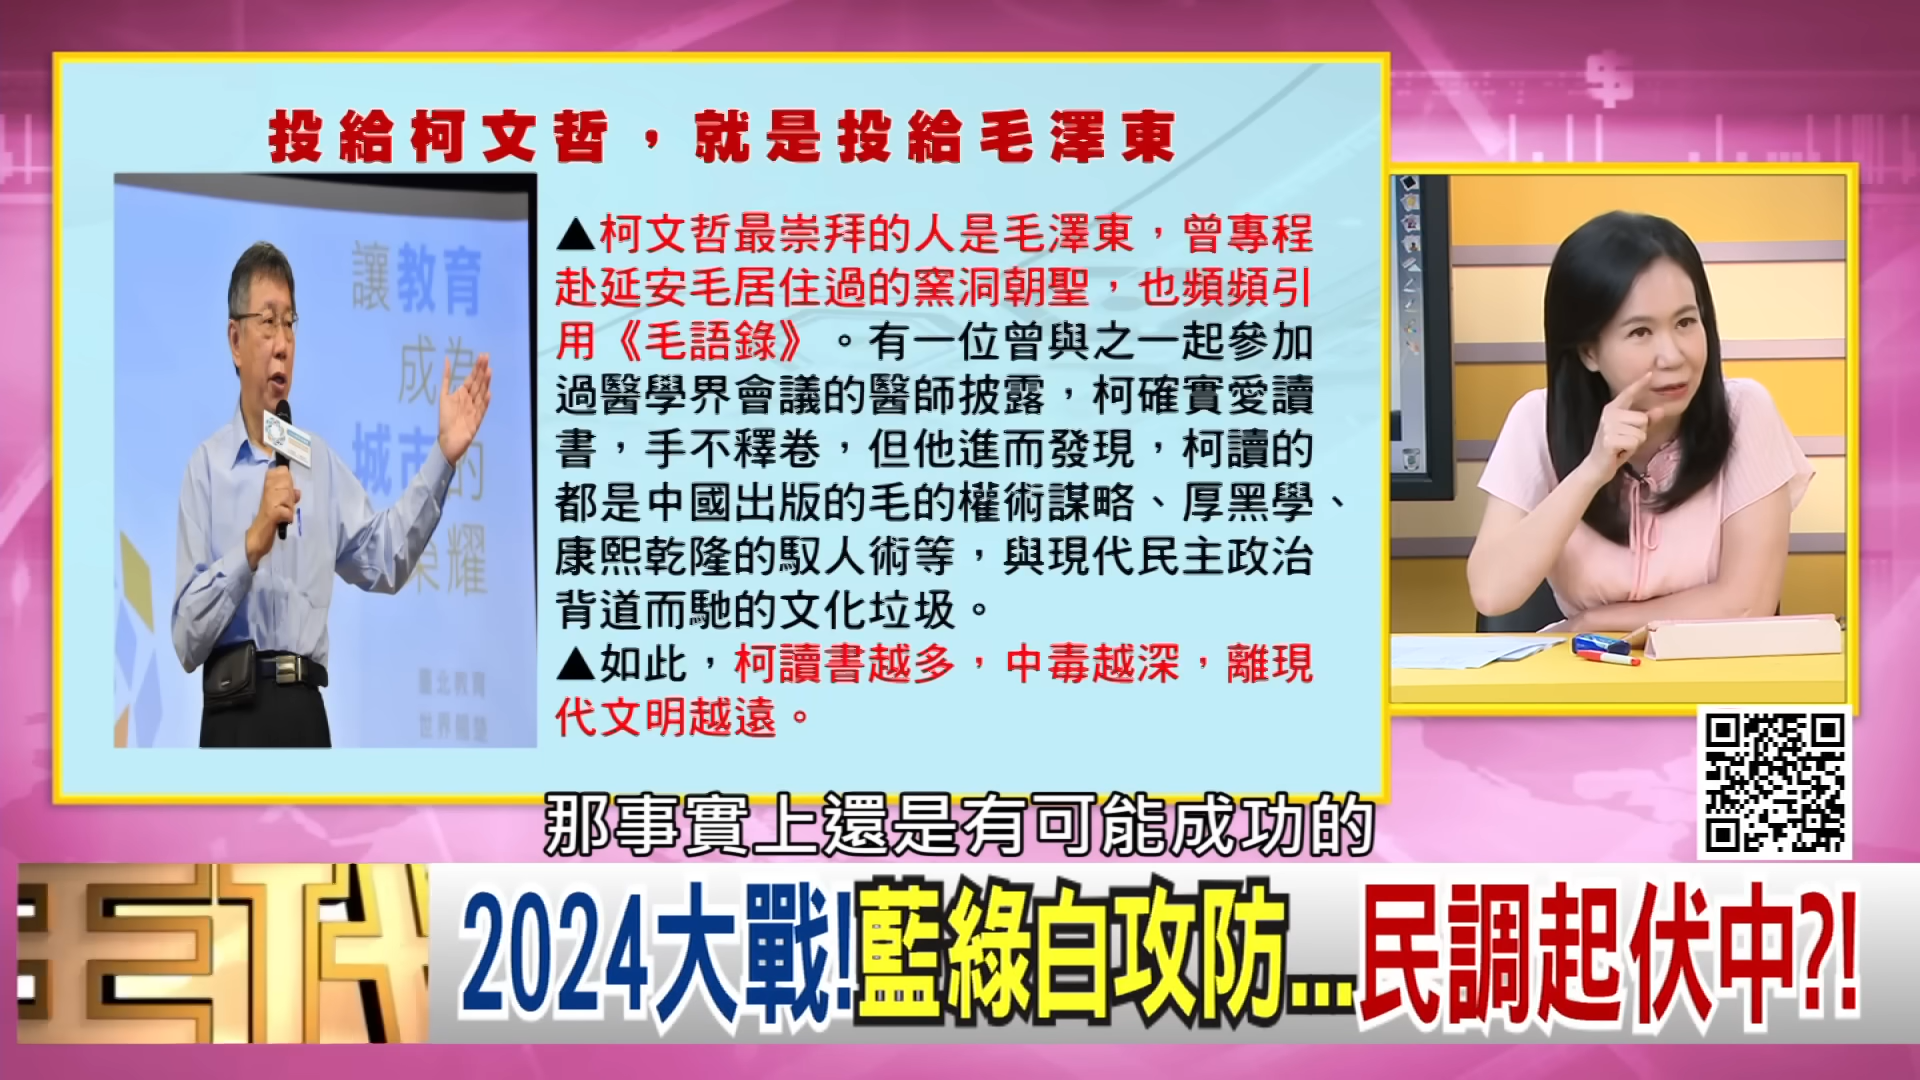 投給柯文哲，就是投給毛澤東
▲柯文哲最崇拜的人是毛澤東，曾專程
赴延安毛居住過的窯洞朝聖，也頻頻引
用《毛語錄》。有一位曾與之一起參加
過醫學界會議的醫師披露，柯確實愛讀
書，手不釋卷，但他進而發現，柯讀的
都是中國出版的毛的權術謀略、厚黑學、
康熙乾隆的馭人術等，與現代民主政治
背道而馳的文化垃圾。
▲如此，柯讀書越多，中毒越深，離現
代文明越遠。
讓教育
成為
城市的
榮耀
臺北教育
那事實上還是有可能成功的
2024大戰!藍綠白攻防...民調起伏中?!